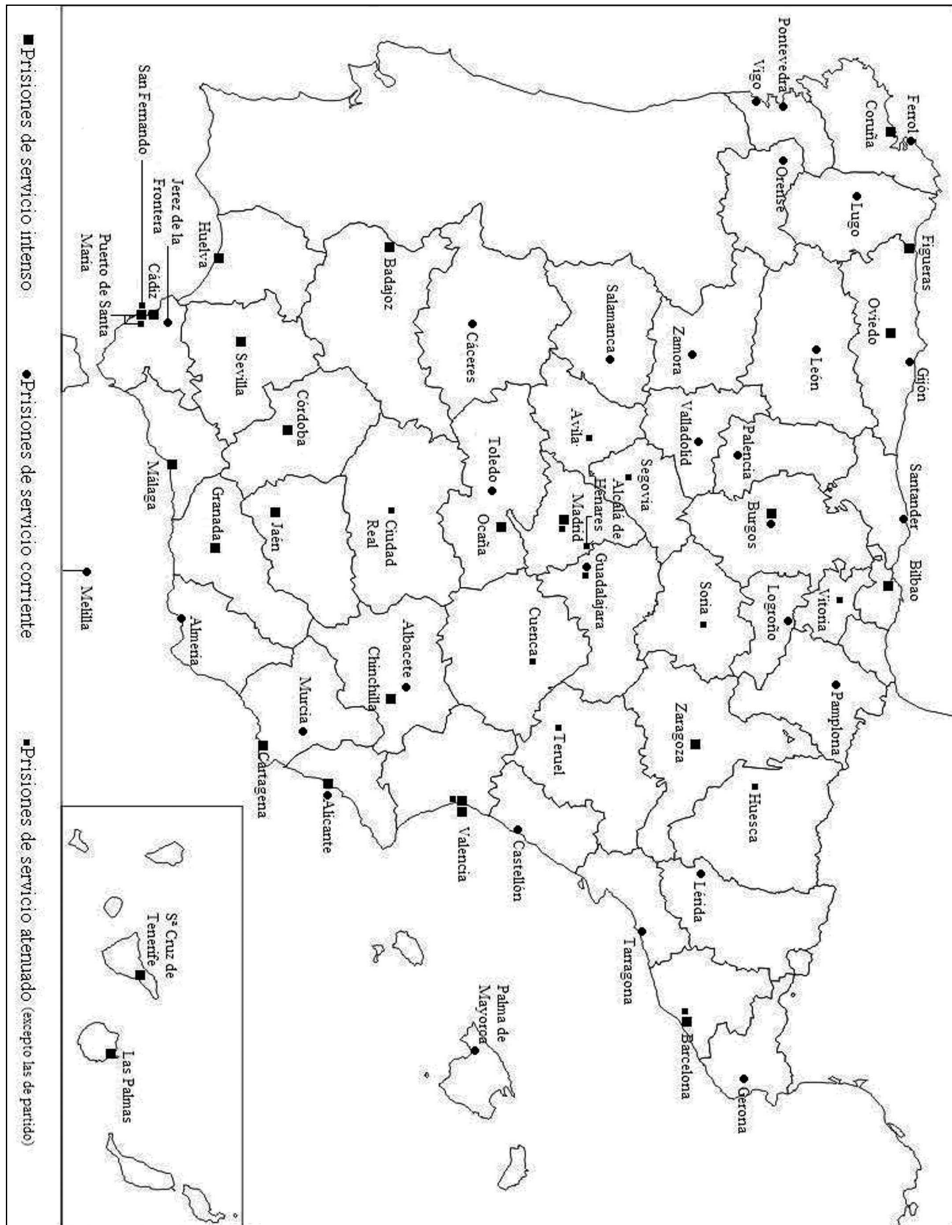 Ferrol
Coruña
Pontevedra
Vigo
Lugo
Orense
Figueras
Oviedo
Gijón
León
Santander
Bilbao
Vitoria
Pamplona
Logroño
Burgos
Palencia
Zamora
Valladolid
Soria
Zaragoza
Huesca
Lérida
Gerona
Barcelona
Tarragona
Salamanca
Avila
Segovia
Alcalá de
Henares
Madrid
Guadalajara
Teruel
Castellón
Cáceres
Toledo
Ocaña
Cuenca
Valencia
Palma de
Mayorca
Badajoz
Ciudad
Real
Albacete
Chinchilla
Alicante
Murcia
Cartagena
Huelva
Sevilla
Córdoba
Jaén
Granada
Almeria
Málaga
Jerez de la
Frontera
Cádiz
San Fernando
Puerto de Santa
Maria
Melilla
Sª Cruz de
Tenerife
Las Palmas
Prisiones de servicio intenso
Prisiones de servicio corriente
Prisiones de servicio atenuado (excepto las de partido)